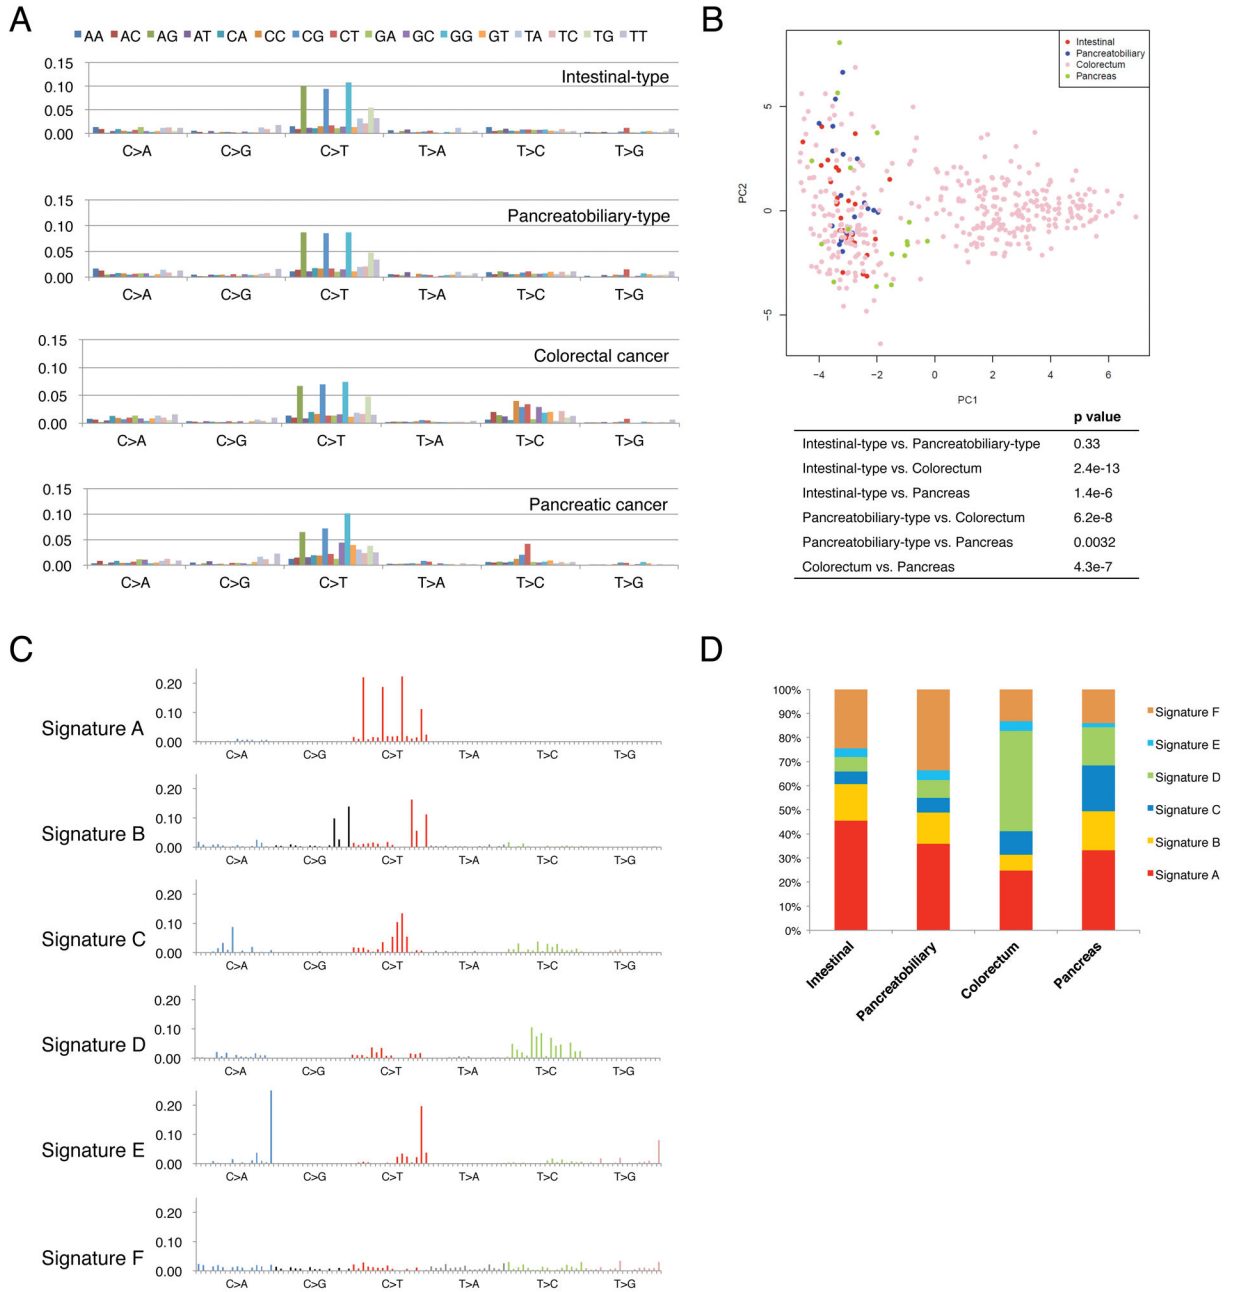 A
AA AC AG AT CA CC CG CT GA GC GG GT TA TC TG TT
0.15
0.10
0.05
0.00
Intestinal-type
C>A C>G C>T T>A T>C T>G
0.15
0.10
0.05
0.00
Pancreatobiliary-type
C>A C>G C>T T>A T>C T>G
0.15
0.10
0.05
0.00
Colorectal cancer
C>A C>G C>T T>A T>C T>G
0.15
0.10
0.05
0.00
Pancreatic cancer
C>A C>G C>T T>A T>C T>G
B
Intestinal
Pancreatobiliary
Colorectum
Pancreas
PC2
5
0
−5
−4 −2 0 2 4 6
PC1
p value
Intestinal-type vs. Pancreatobiliary-type 0.33
Intestinal-type vs. Colorectum 2.4e-13
Intestinal-type vs. Pancreas 1.4e-6
Pancreatobiliary-type vs. Colorectum 6.2e-8
Pancreatobiliary-type vs. Pancreas 0.0032
Colorectum vs. Pancreas 4.3e-7
C
Signature A
0.20
0.10
0.00
C>A C>G C>T T>A T>C T>G
Signature B
0.20
0.10
0.00
C>A C>G C>T T>A T>C T>G
Signature C
0.20
0.10
0.00
C>A C>G C>T T>A T>C T>G
Signature D
0.20
0.10
0.00
C>A C>G C>T T>A T>C T>G
Signature E
0.20
0.10
0.00
C>A C>G C>T T>A T>C T>G
Signature F
0.20
0.10
0.00
C>A C>G C>T T>A T>C T>G
D
100%
90%
80%
70%
60%
50%
40%
30%
20%
10%
0%
Intestinal
Pancreatobiliary
Colorectum
Pancreas
Signature F
Signature E
Signature D
Signature C
Signature B
Signature A